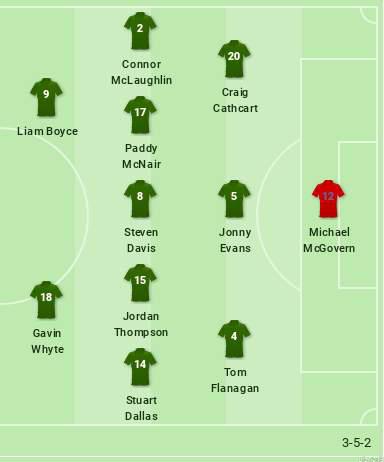 2
Connor
McLaughlin
20
Craig
Cathcart
9
Liam Boyce
17
Paddy
McNair
8
Steven
Davis
5
Jonny
Evans
12
Michael
McGovern
15
Jordan
Thompson
18
Gavin
Whyte
4
Tom
Flanagan
14
Stuart
Dallas
3-5-2